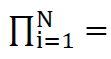 ∏ᵢ₌₁ᴺ =